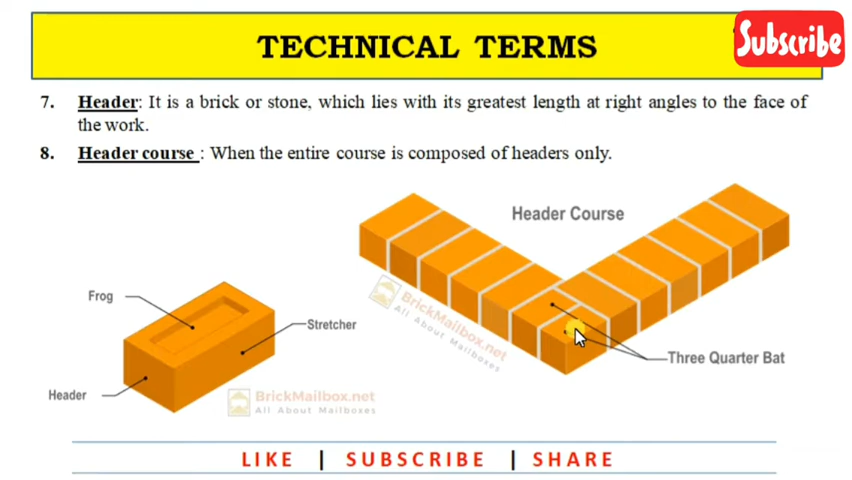 TECHNICAL TERMS
Subscribe
7. Header: It is a brick or stone, which lies with its greatest length at right angles to the face of
the work.
8. Header course : When the entire course is composed of headers only.
Header Course
Frog
Stretcher
Header
Three Quarter Bat
BrickMailbox.net
All About Mailboxes
BrickMailbox.net
All About Mailboxes
LIKE | SUBSCRIBE | SHARE